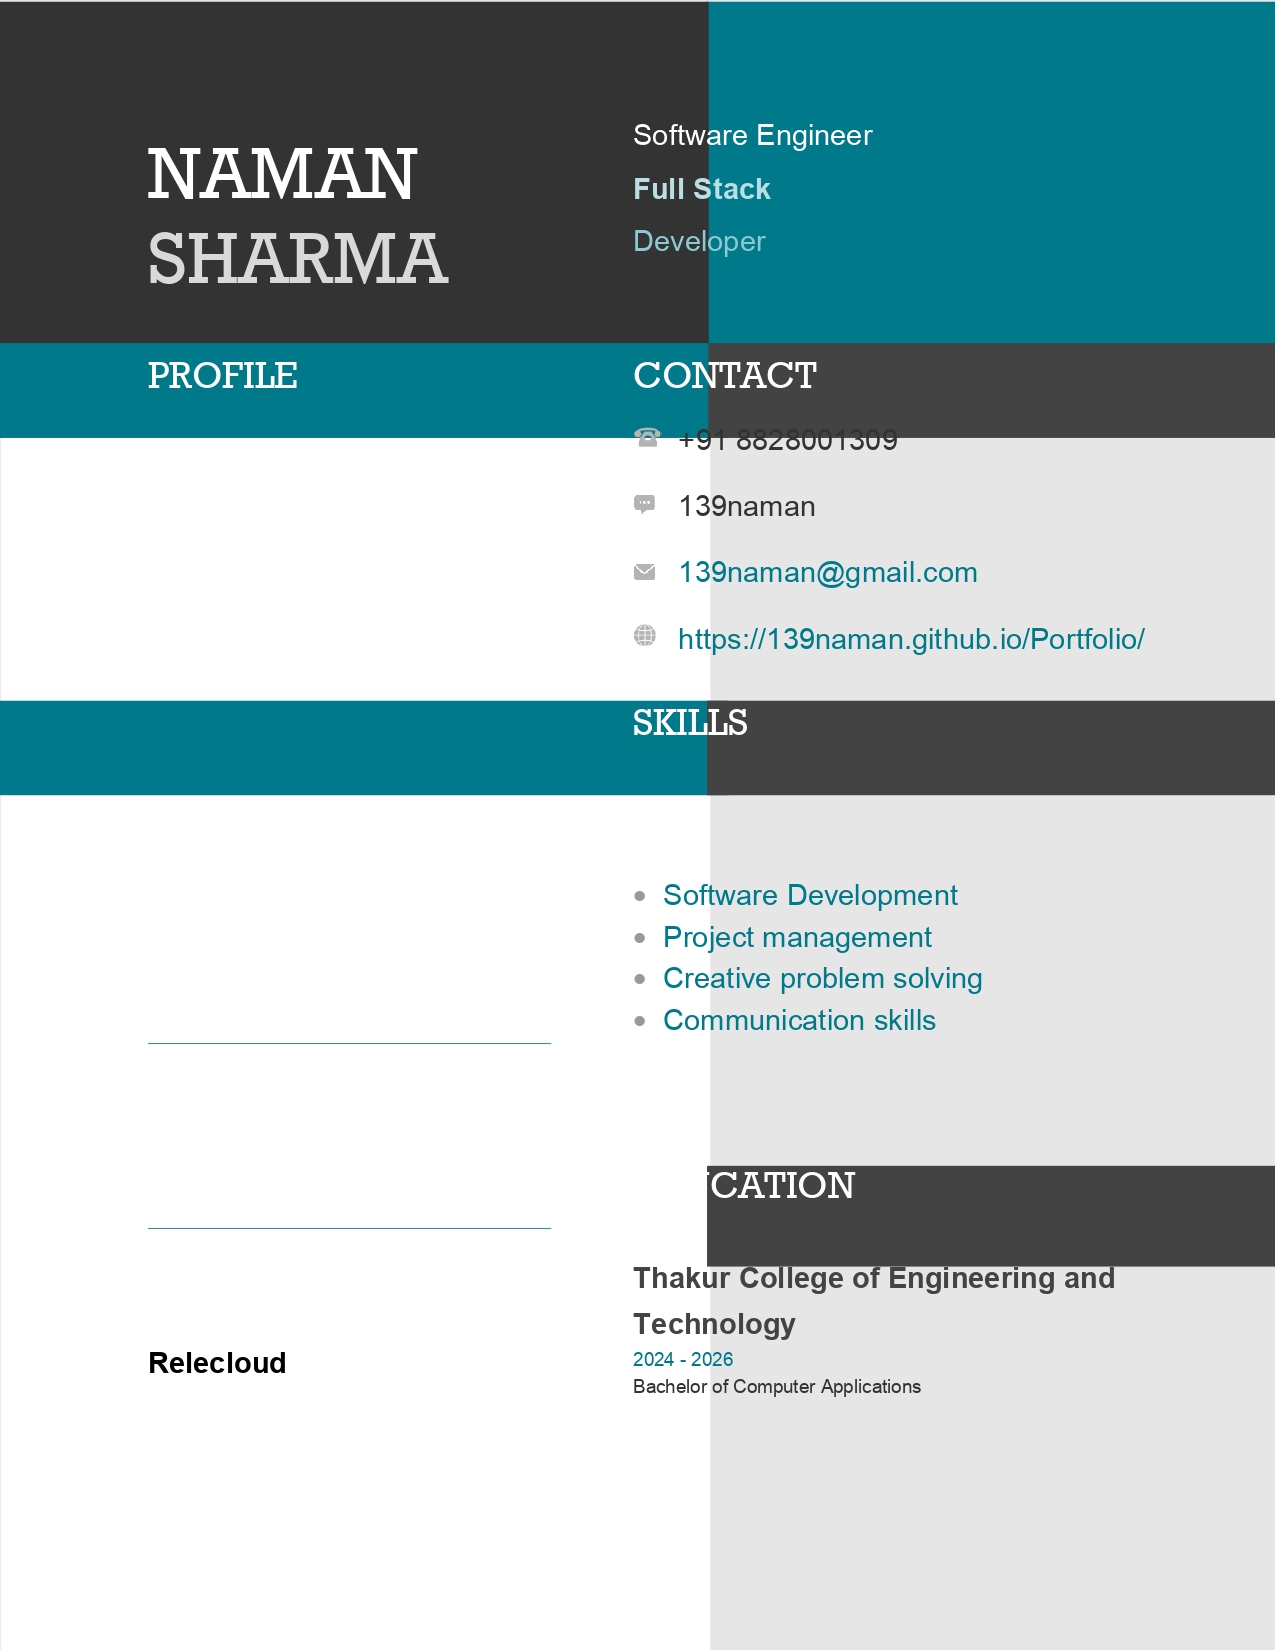 NAMAN
SHARMA
Software Engineer
Full Stack
Developer
PROFILE
CONTACT
+91 8828001309
139naman
139naman@gmail.com
https://139naman.github.io/Portfolio/
SKILLS
Software Development
Project management
Creative problem solving
Communication skills
CATION
Thakur College of Engineering and
Technology
2024 - 2026
Bachelor of Computer Applications
Relecloud